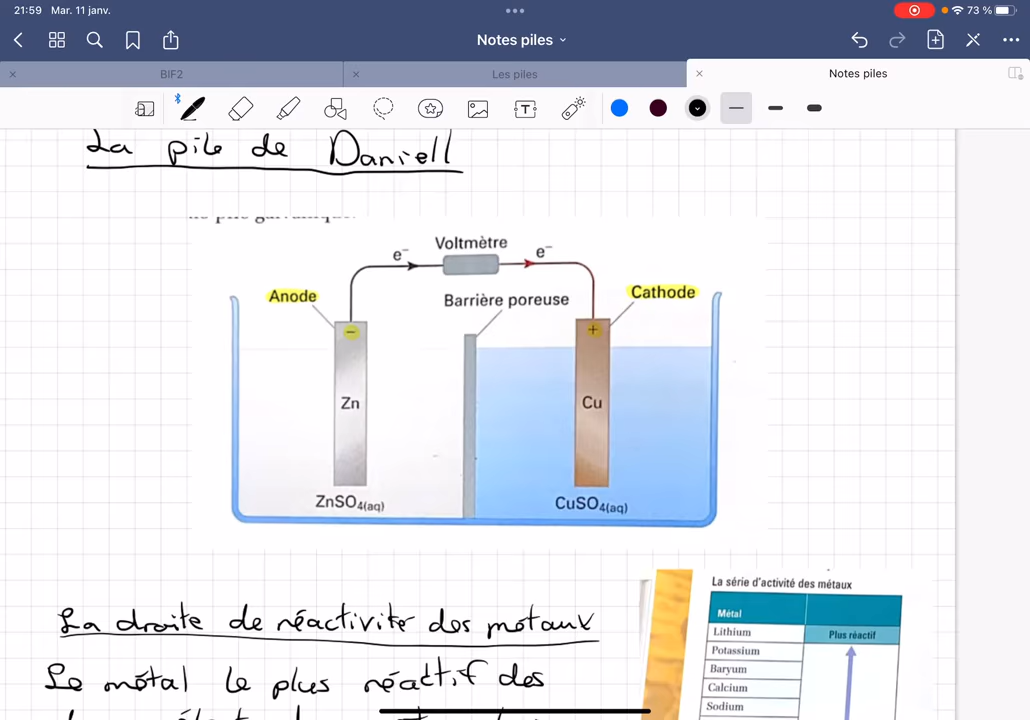 21:59 Mar. 11 janv.
73 %
Notes piles
BIF2
Les piles
Notes piles
La pile de Daniell
Voltmètre
e⁻
e⁻
Anode
Barrière poreuse
Cathode
−
+
Zn
Cu
ZnSO4(aq)
CuSO4(aq)
La série d'activité des métaux
Métal
La droite de réactivité des métaux
Lithium
Plus réactif
Potassium
Baryum
Le métal le plus réactif des
Calcium
Sodium